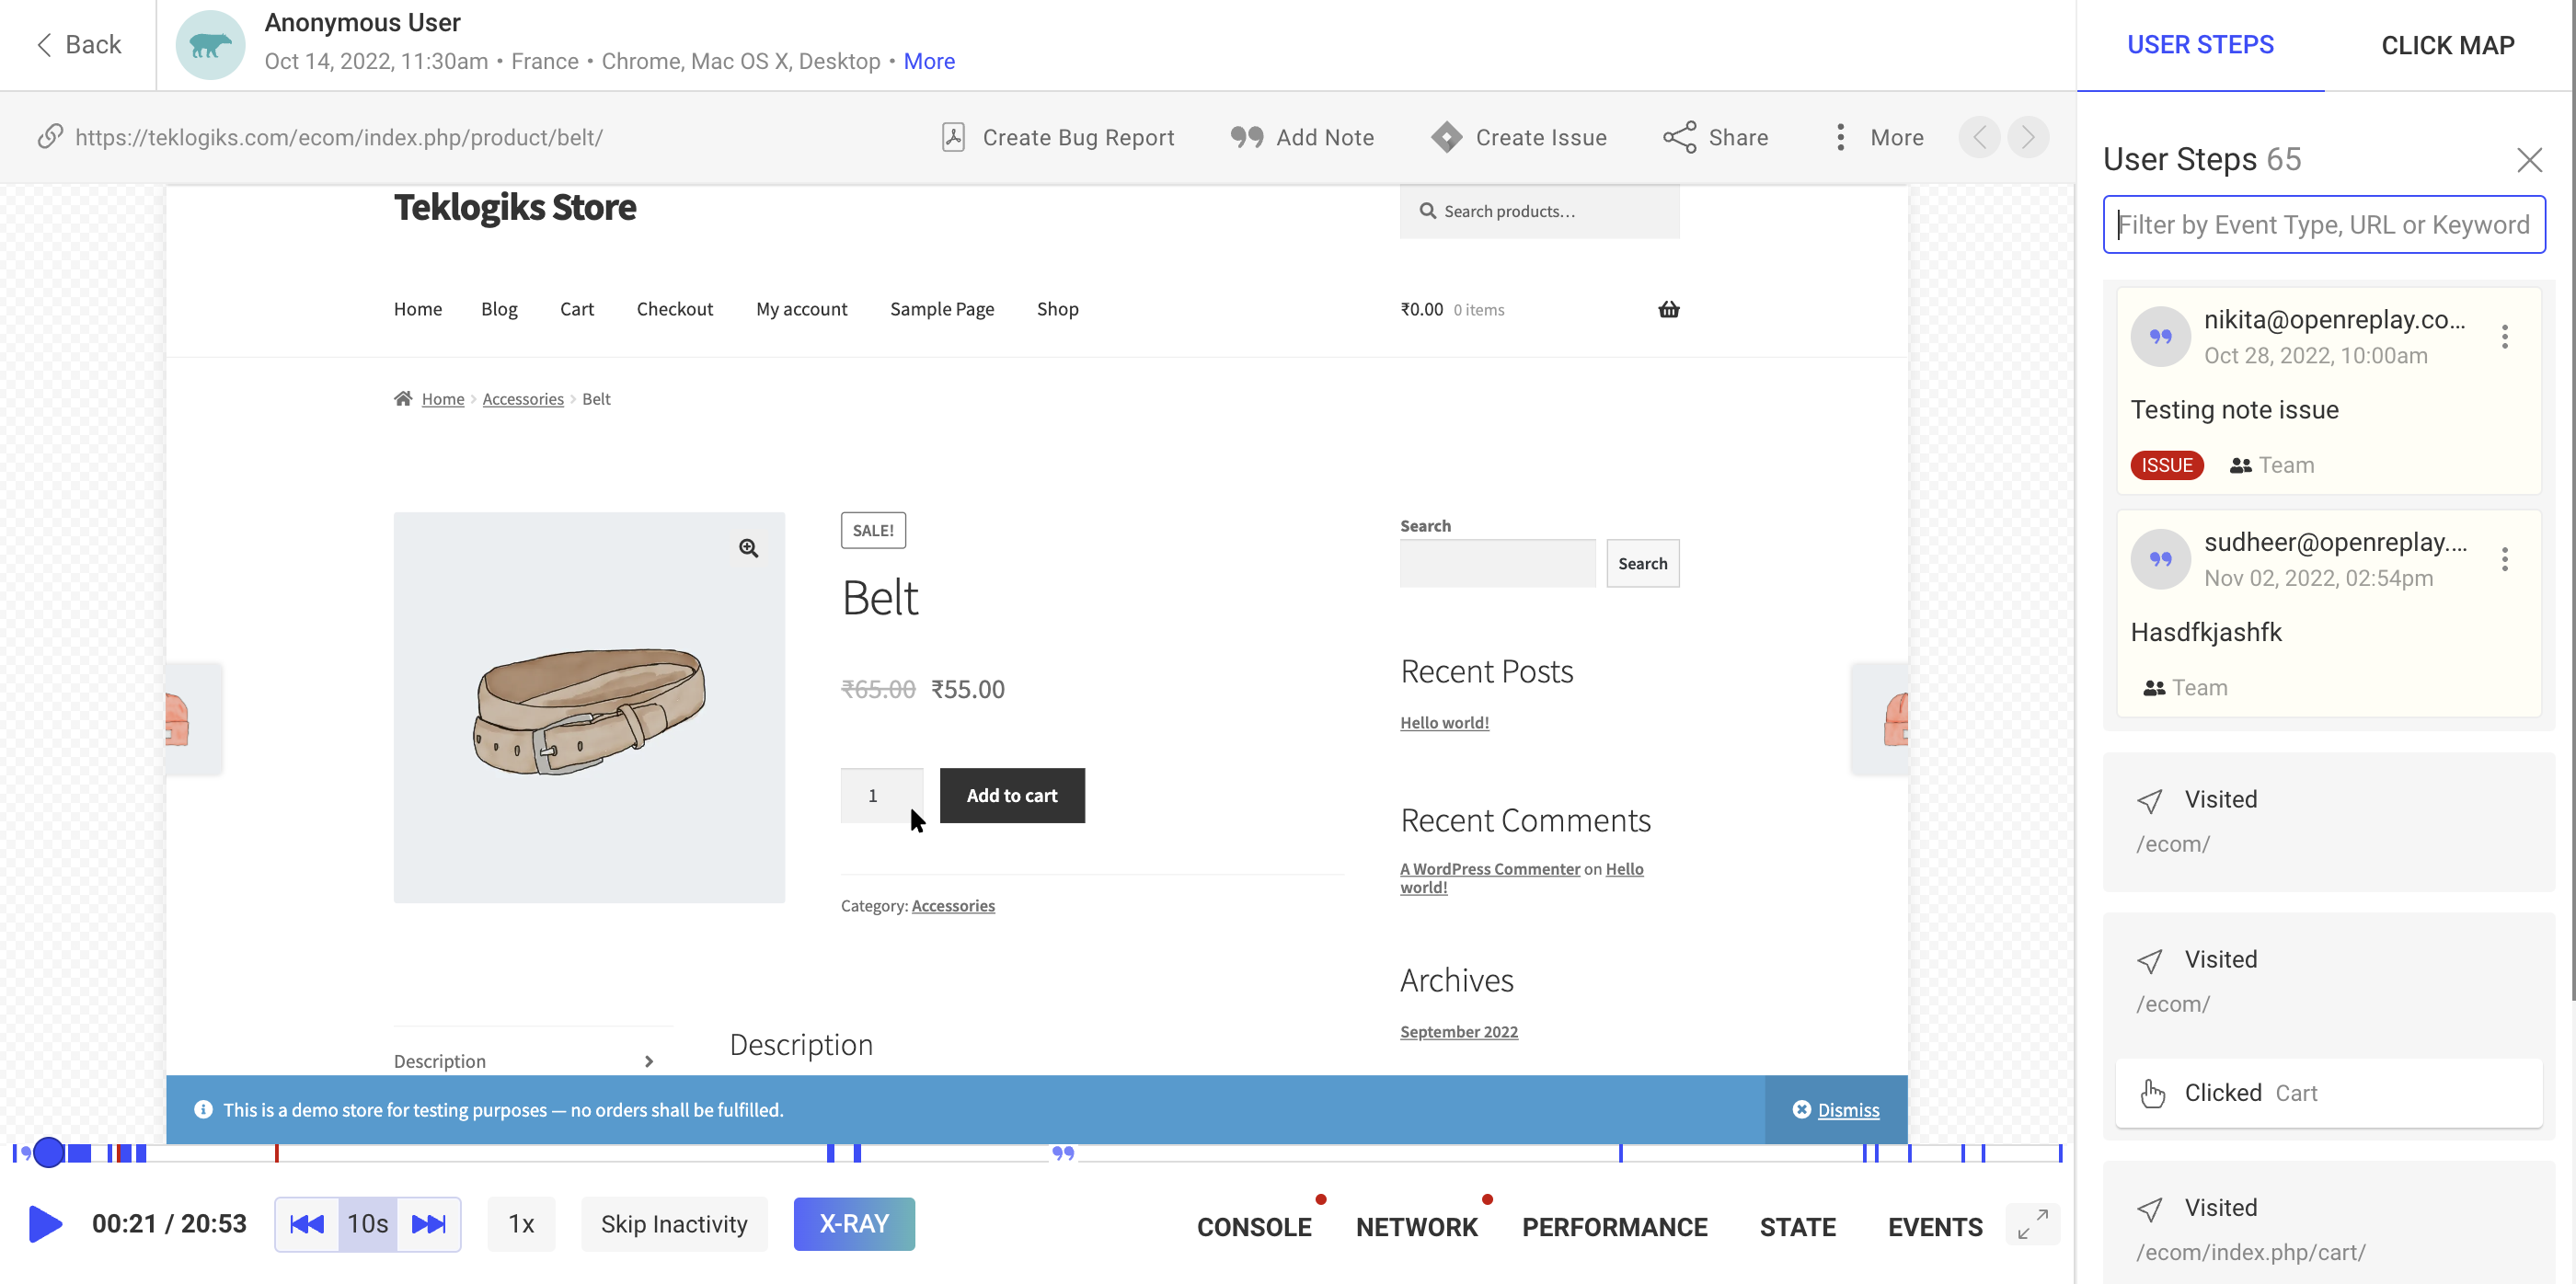 Back
Anonymous User
Oct 14, 2022, 11:30am • France • Chrome, Mac OS X, Desktop • More
USER STEPS
CLICK MAP
https://teklogiks.com/ecom/index.php/product/belt/
Create Bug Report
Add Note
Create Issue
Share
More
Teklogiks Store
Search products…
Home
Blog
Cart
Checkout
My account
Sample Page
Shop
₹0.00 0 items
Home › Accessories › Belt
SALE!
Belt
₹65.00 ₹55.00
1
Add to cart
Category: Accessories
Search
Search
Recent Posts
Hello world!
Recent Comments
A WordPress Commenter on Hello
world!
Archives
September 2022
Description
Description
This is a demo store for testing purposes — no orders shall be fulfilled.
Dismiss
00:21 / 20:53
10s
1x
Skip Inactivity
X-RAY
CONSOLE
NETWORK
PERFORMANCE
STATE
EVENTS
User Steps 65
Filter by Event Type, URL or Keyword
nikita@openreplay.co...
Oct 28, 2022, 10:00am
Testing note issue
ISSUE
Team
sudheer@openreplay....
Nov 02, 2022, 02:54pm
Hasdfkjashfk
Team
Visited
/ecom/
Visited
/ecom/
Clicked Cart
Visited
/ecom/index.php/cart/